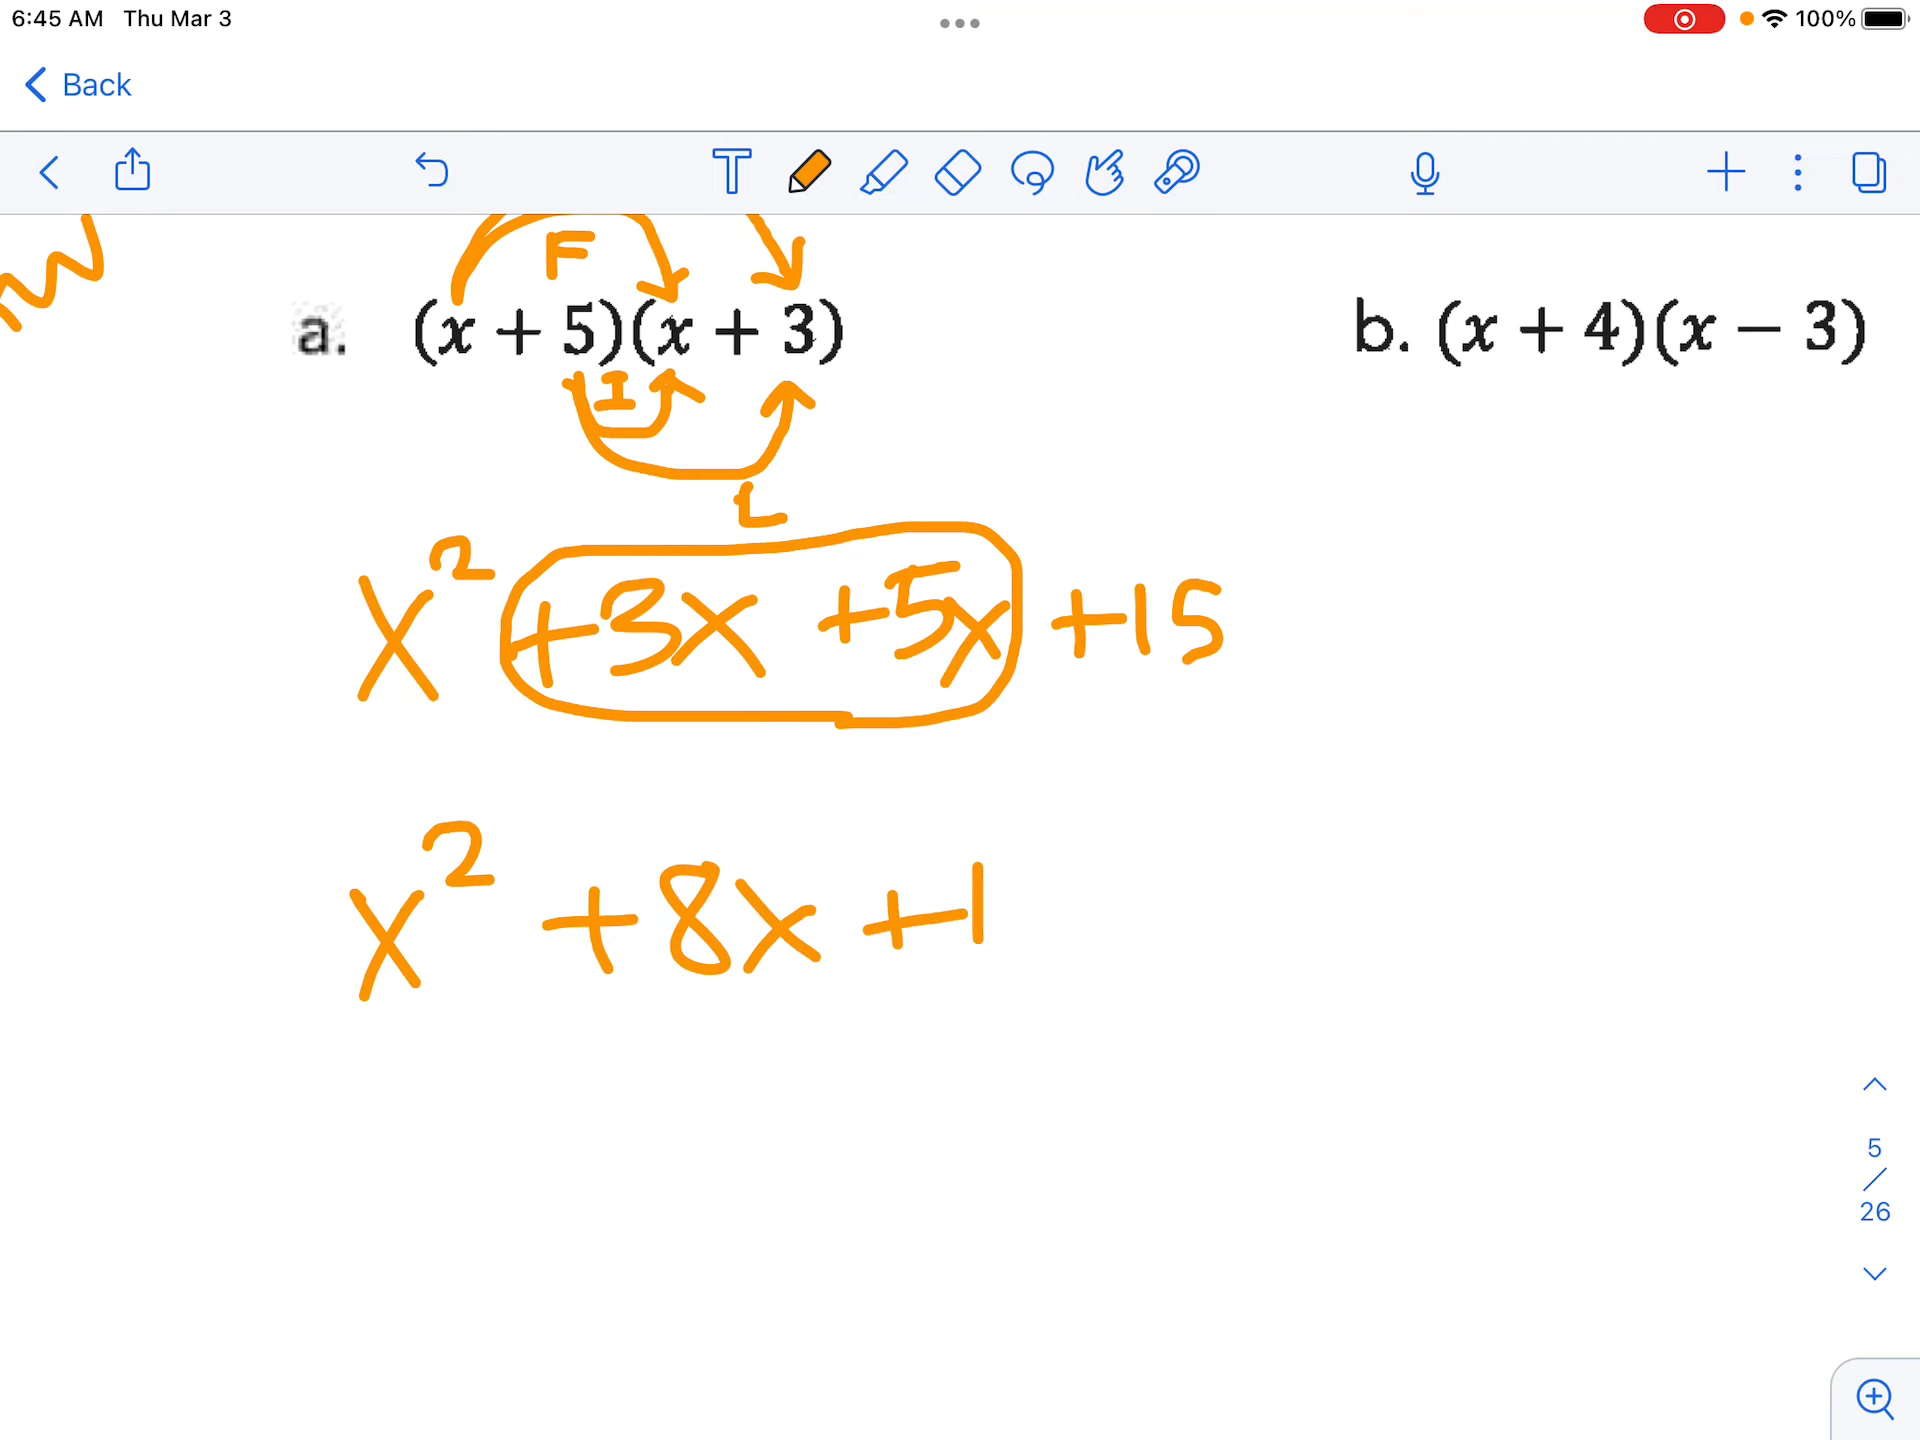 6:45 AM Thu Mar 3
100%
Back
T
F
a. (x + 5)(x + 3)
b. (x + 4)(x − 3)
I
L
x² +3x +5x +15
x² +8x +1
5
/
26